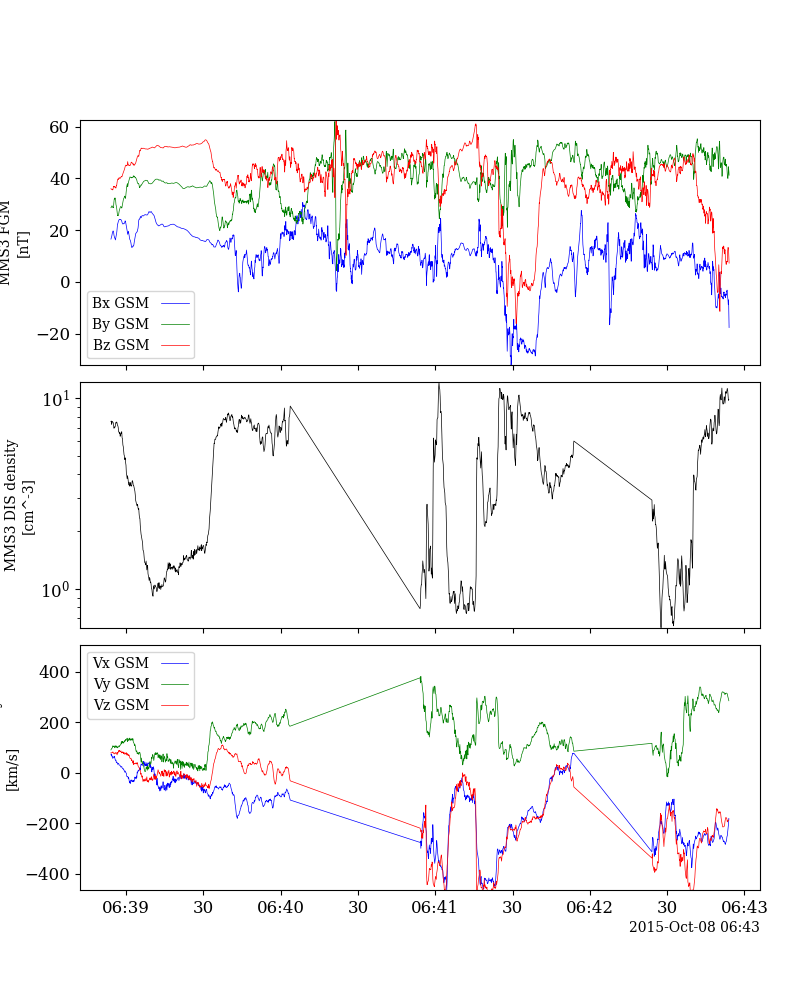 60
40
20
0
−20
MMS3 FGM
[nT]
Bx GSM
By GSM
Bz GSM
10^1
10^0
MMS3 DIS density
[cm^-3]
400
200
0
−200
−400
[km/s]
Vx GSM
Vy GSM
Vz GSM
06:39 30 06:40 30 06:41 30 06:42 30 06:43
2015-Oct-08 06:43